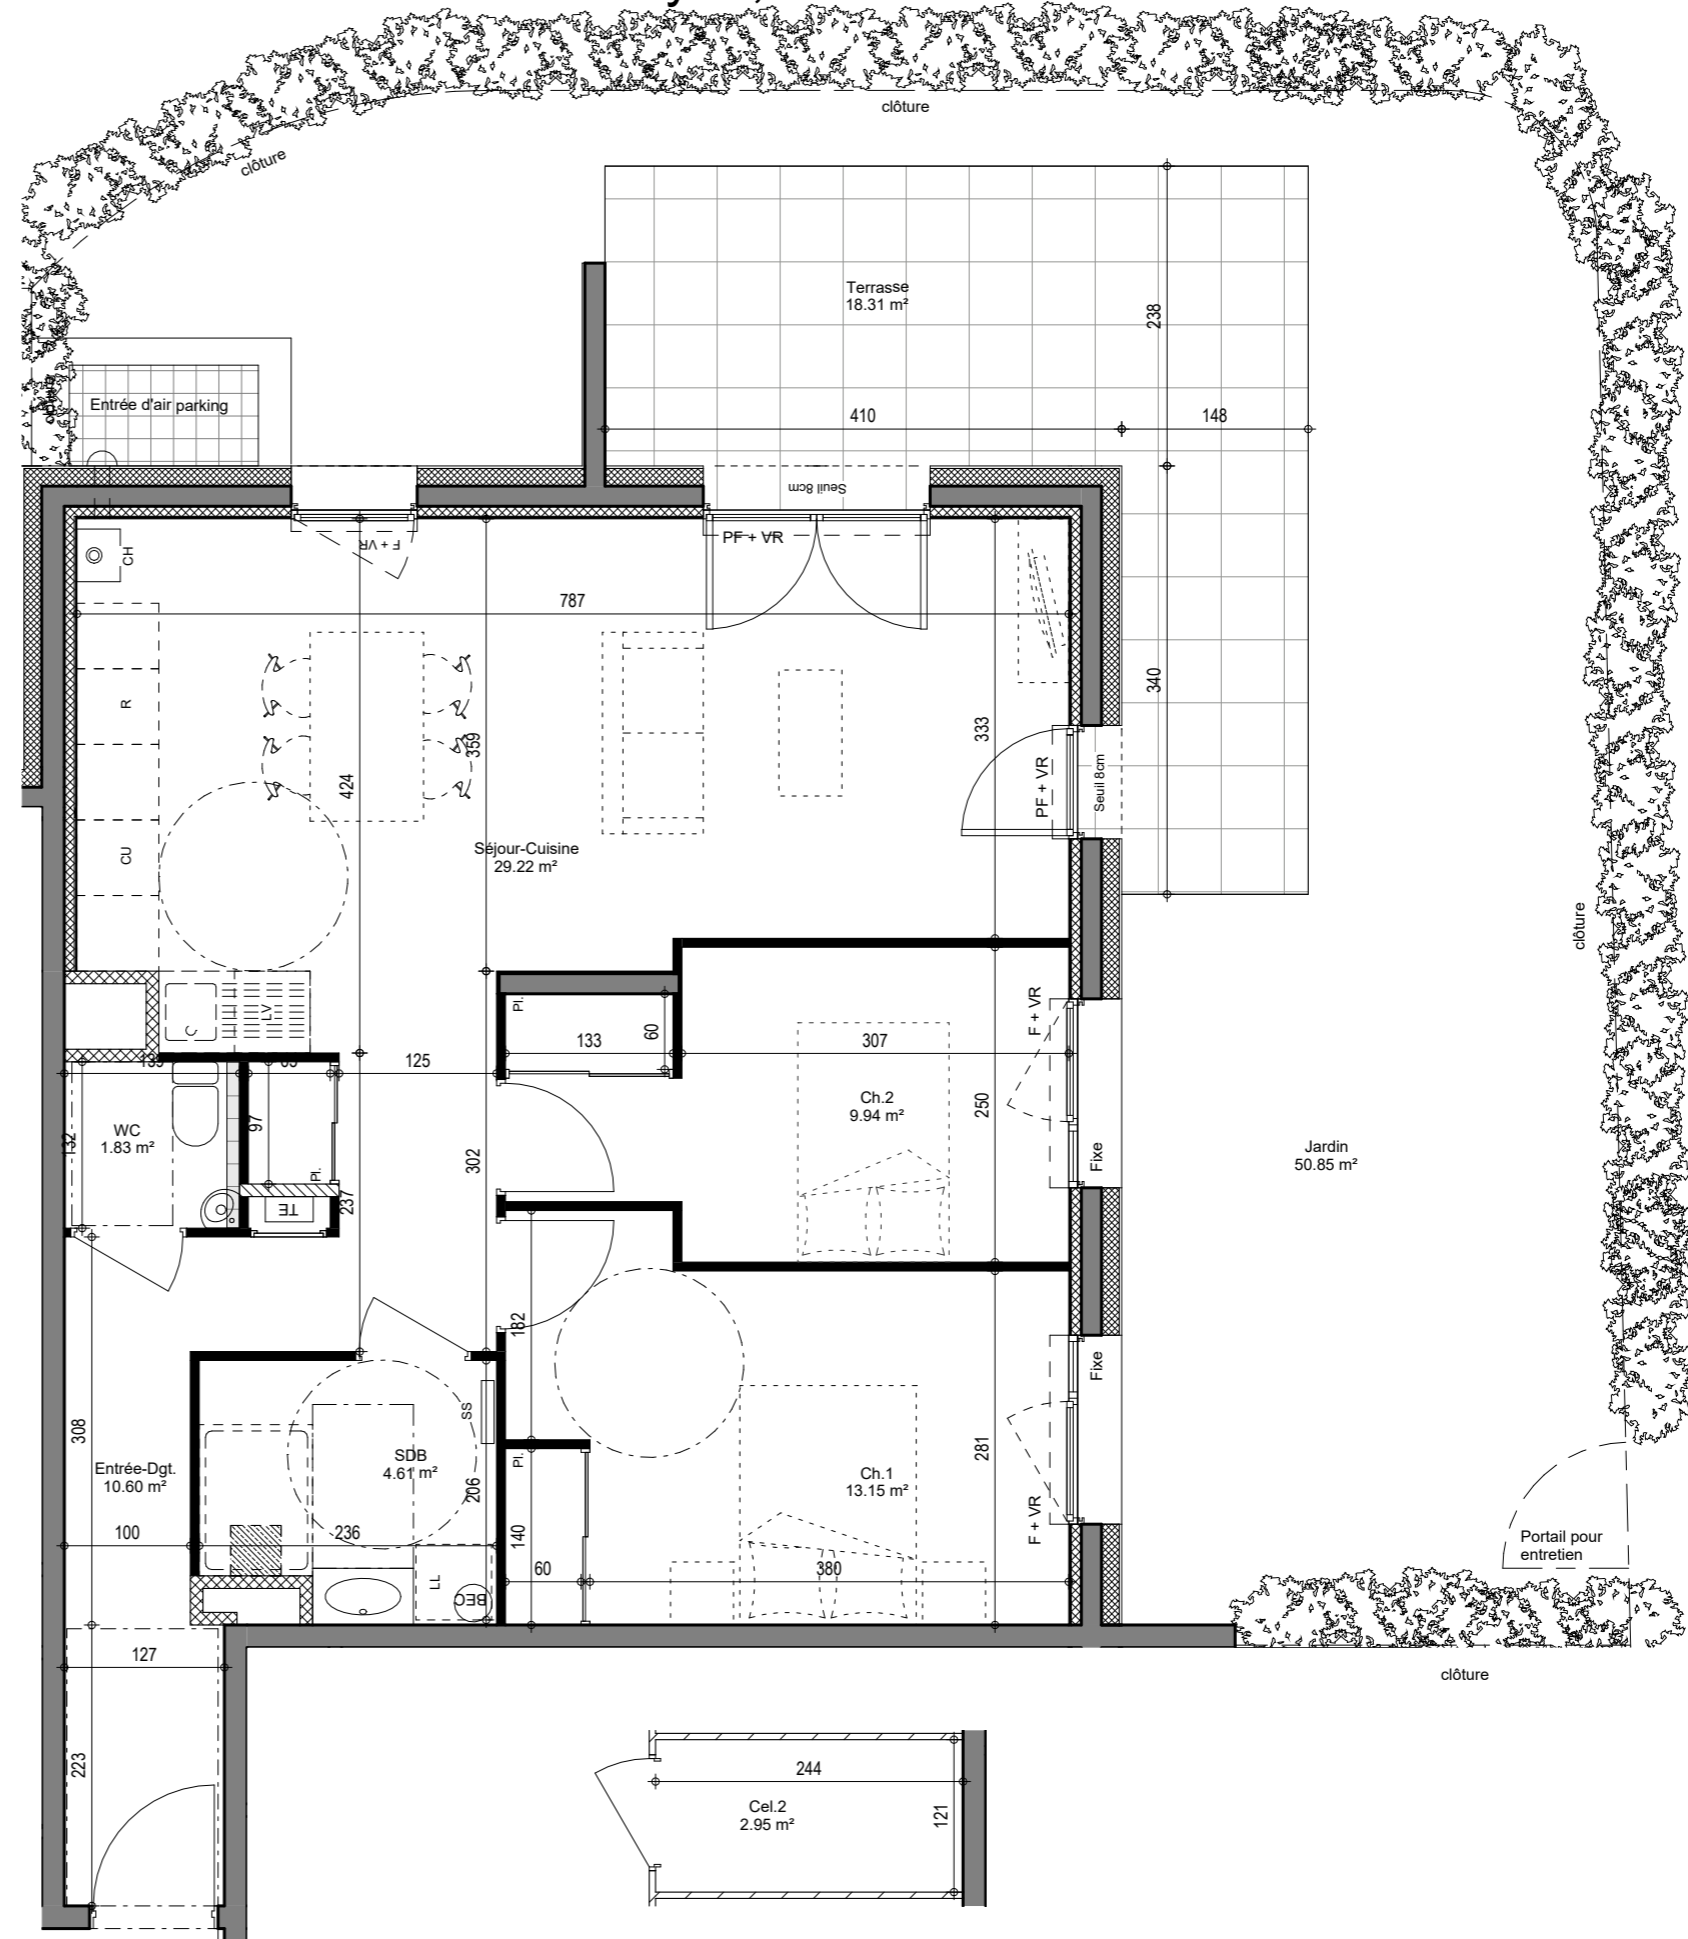 clôture
clôture
Terrasse
18.31 m²
238
Entrée d'air parking
410
148
Seuil 8cm
F + VR
PF + VR
CH
787
R
340
333
359
424
PF + VR
Seuil 8cm
CU
Séjour-Cuisine
29.22 m²
clôture
LV
Pl.
F + VR
60
133
307
125
Ch.2
9.94 m²
250
97
WC
1.83 m²
132
302
Fixe
Jardin
50.85 m²
Pl.
TE
237
182
Fixe
308
SS
SDB
4.61 m²
206
Pl.
281
Entrée-Dgt.
10.60 m²
Ch.1
13.15 m²
F + VR
100
236
140
Portail pour
entretien
60
380
LL
BEC
127
clôture
223
244
Cel.2
2.95 m²
121